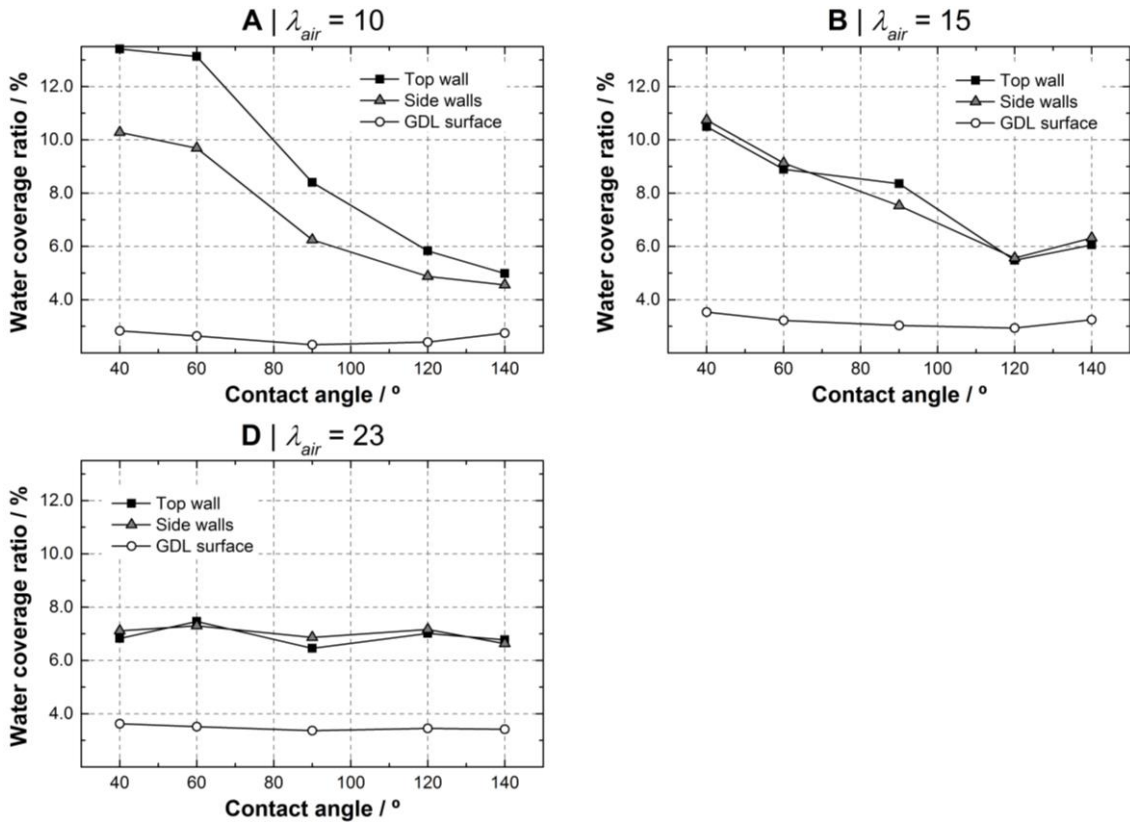 A | λair = 10
Water coverage ratio / %
12.0
10.0
8.0
6.0
4.0
Top wall
Side walls
GDL surface
40 60 80 100 120 140
Contact angle / º
B | λair = 15
Water coverage ratio / %
12.0
10.0
8.0
6.0
4.0
Top wall
Side walls
GDL surface
40 60 80 100 120 140
Contact angle / º
D | λair = 23
Water coverage ratio / %
12.0
10.0
8.0
6.0
4.0
Top wall
Side walls
GDL surface
40 60 80 100 120 140
Contact angle / º